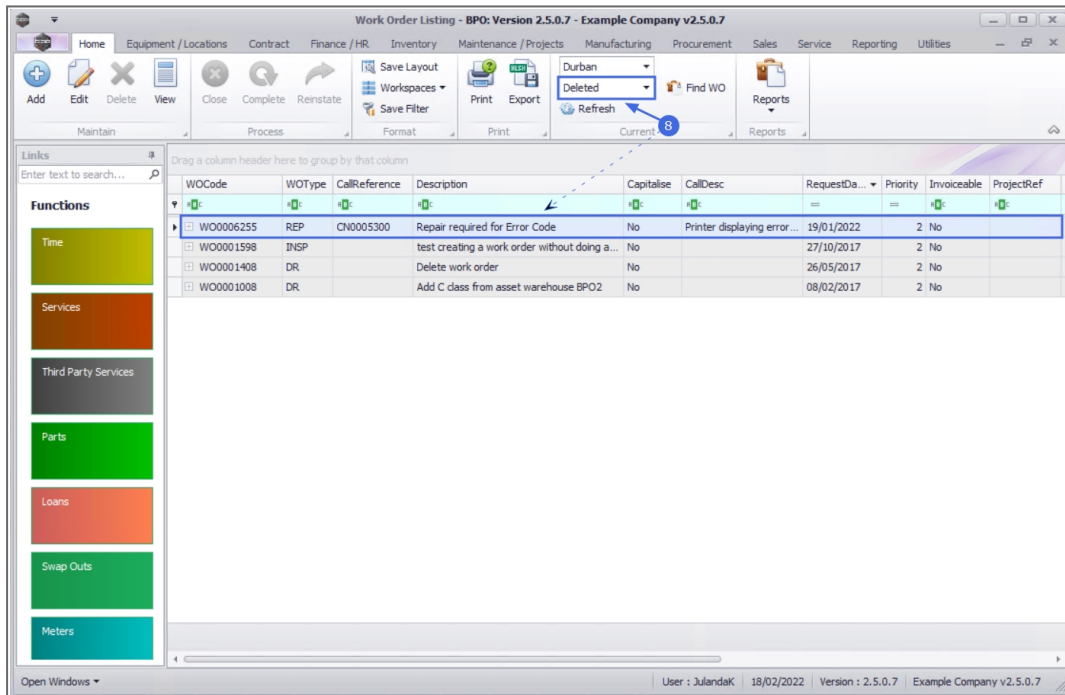 Work Order Listing - BPO: Version 2.5.0.7 - Example Company v2.5.0.7
Home Equipment / Locations Contract Finance / HR Inventory Maintenance / Projects Manufacturing Procurement Sales Service Reporting Utilities
Add Edit Delete View Close Complete Reinstate Save Layout Workspaces Save Filter Print Export Durban Deleted Refresh Find WO Reports
Maintain Process Format Print Current Reports
8
Links
Enter text to search...
Functions
Time
Services
Third Party Services
Parts
Loans
Swap Outs
Meters
Drag a column header here to group by that column
WOCode WOType CallReference Description Capitalise CallDesc RequestDa... Priority Invoiceable ProjectRef
WO0006255 REP CN0005300 Repair required for Error Code No Printer displaying error... 19/01/2022 2 No
WO0001598 INSP test creating a work order without doing a... No 27/10/2017 2 No
WO0001408 DR Delete work order No 26/05/2017 2 No
WO0001008 DR Add C class from asset warehouse BPO2 No 08/02/2017 2 No
Open Windows User : JulandaK 18/02/2022 Version : 2.5.0.7 Example Company v2.5.0.7